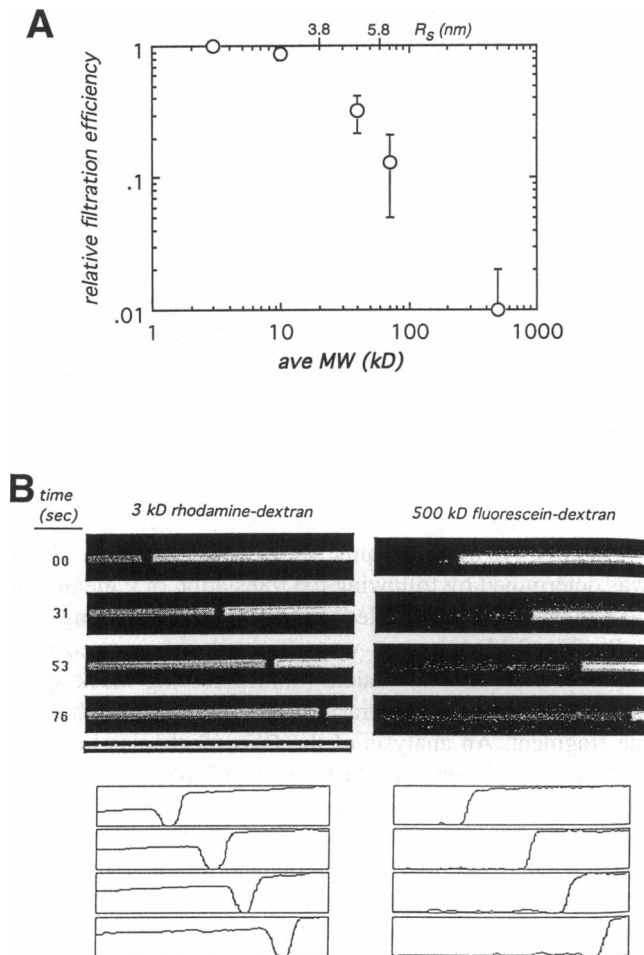 A
3.8 5.8 Rs (nm)
relative filtration efficiency
1
.1
.01
1 10 100 1000
ave MW (kD)
B
time
(sec)
3 kD rhodamine-dextran
500 kD fluorescein-dextran
00
31
53
76